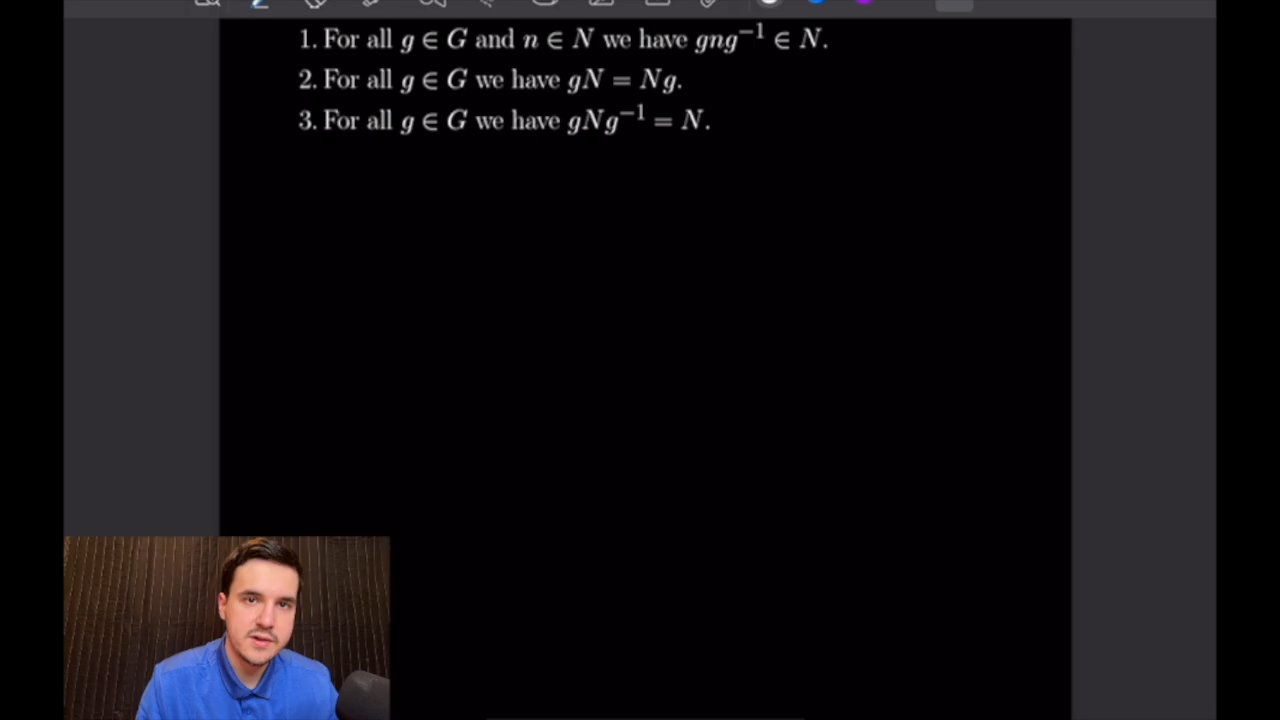 1. For all g ∈ G and n ∈ N we have gng⁻¹ ∈ N.
2. For all g ∈ G we have gN = Ng.
3. For all g ∈ G we have gNg⁻¹ = N.